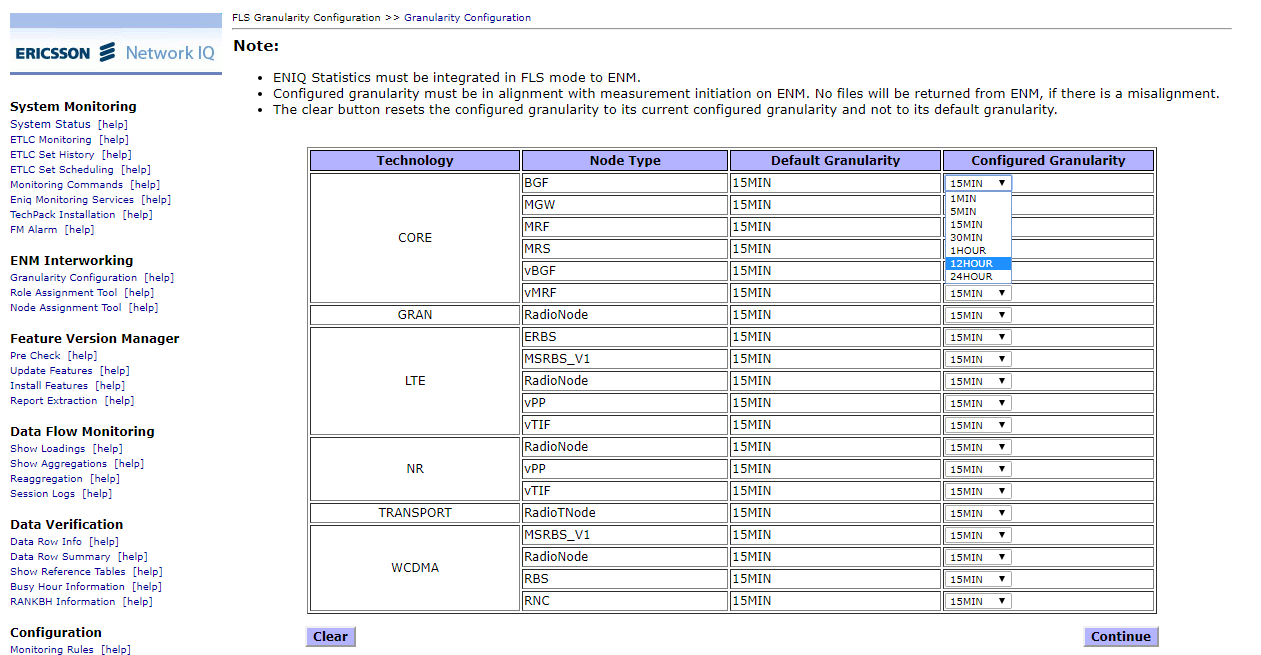 ERICSSON Network IQ
System Monitoring
System Status [help]
ETLC Monitoring [help]
ETLC Set History [help]
ETLC Set Scheduling [help]
Monitoring Commands [help]
Eniq Monitoring Services [help]
TechPack Installation [help]
FM Alarm [help]
ENM Interworking
Granularity Configuration [help]
Role Assignment Tool [help]
Node Assignment Tool [help]
Feature Version Manager
Pre Check [help]
Update Features [help]
Install Features [help]
Report Extraction [help]
Data Flow Monitoring
Show Loadings [help]
Show Aggregations [help]
Reaggregation [help]
Session Logs [help]
Data Verification
Data Row Info [help]
Data Row Summary [help]
Show Reference Tables [help]
Busy Hour Information [help]
RANKBH Information [help]
Configuration
Monitoring Rules [help]
FLS Granularity Configuration >> Granularity Configuration
Note:
• ENIQ Statistics must be integrated in FLS mode to ENM.
• Configured granularity must be in alignment with measurement initiation on ENM. No files will be returned from ENM, if there is a misalignment.
• The clear button resets the configured granularity to its current configured granularity and not to its default granularity.
Technology Node Type Default Granularity Configured Granularity
BGF 15MIN 15MIN
1MIN
MGW 15MIN
5MIN
15MIN
MRF 15MIN
30MIN
CORE
MRS 15MIN
1HOUR
12HOUR
vBGF 15MIN
24HOUR
vMRF 15MIN 15MIN
GRAN RadioNode 15MIN 15MIN
ERBS 15MIN 15MIN
MSRBS_V1 15MIN 15MIN
LTE RadioNode 15MIN 15MIN
vPP 15MIN 15MIN
vTIF 15MIN 15MIN
RadioNode 15MIN 15MIN
NR vPP 15MIN 15MIN
vTIF 15MIN 15MIN
TRANSPORT RadioTNode 15MIN 15MIN
MSRBS_V1 15MIN 15MIN
RadioNode 15MIN 15MIN
WCDMA
RBS 15MIN 15MIN
RNC 15MIN 15MIN
Clear Continue